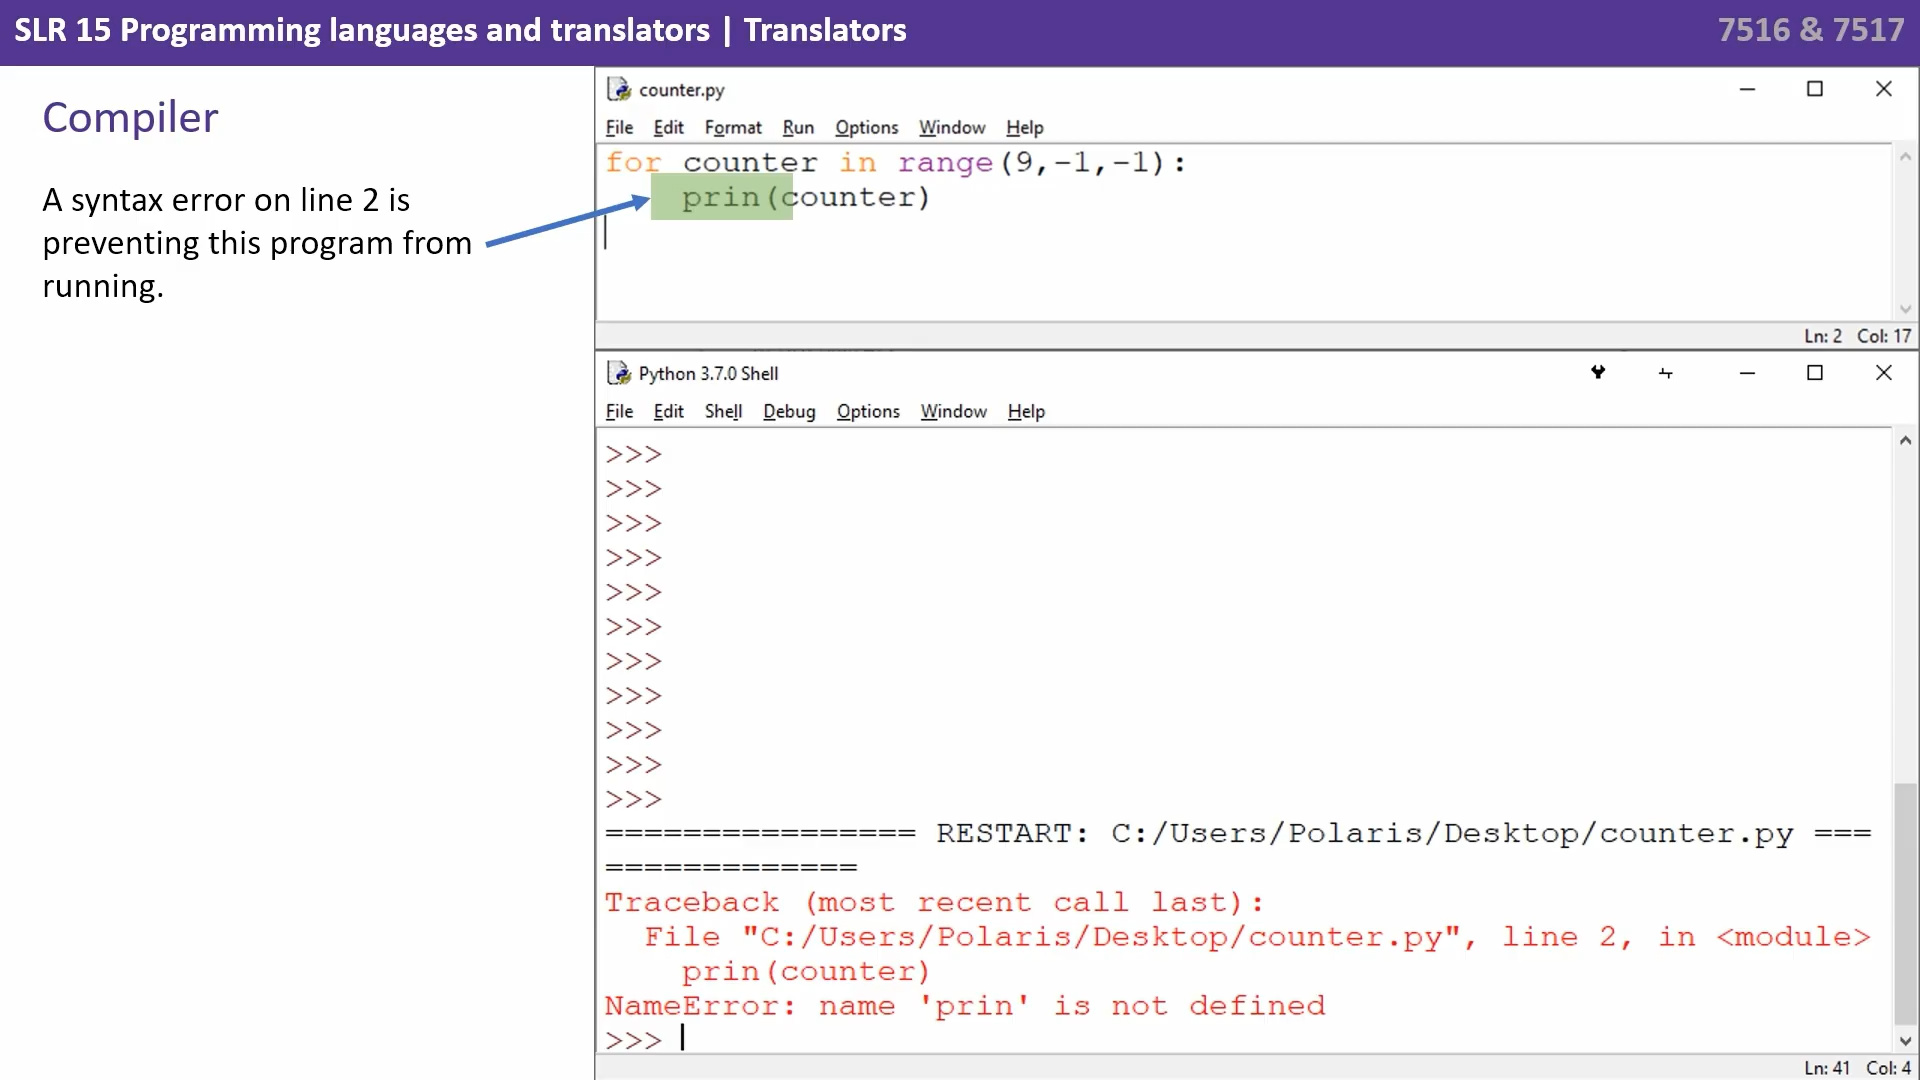 SLR 15 Programming languages and translators | Translators
7516 & 7517
Compiler
A syntax error on line 2 is
preventing this program from
running.
counter.py
File Edit Format Run Options Window Help
for counter in range(9,-1,-1):
    prin(counter)
Ln: 2 Col: 17
Python 3.7.0 Shell
File Edit Shell Debug Options Window Help
>>>
>>>
>>>
>>>
>>>
>>>
>>>
>>>
>>>
>>>
>>>
================ RESTART: C:/Users/Polaris/Desktop/counter.py ===
=============
Traceback (most recent call last):
  File "C:/Users/Polaris/Desktop/counter.py", line 2, in <module>
    prin(counter)
NameError: name 'prin' is not defined
>>>
Ln: 41 Col: 4